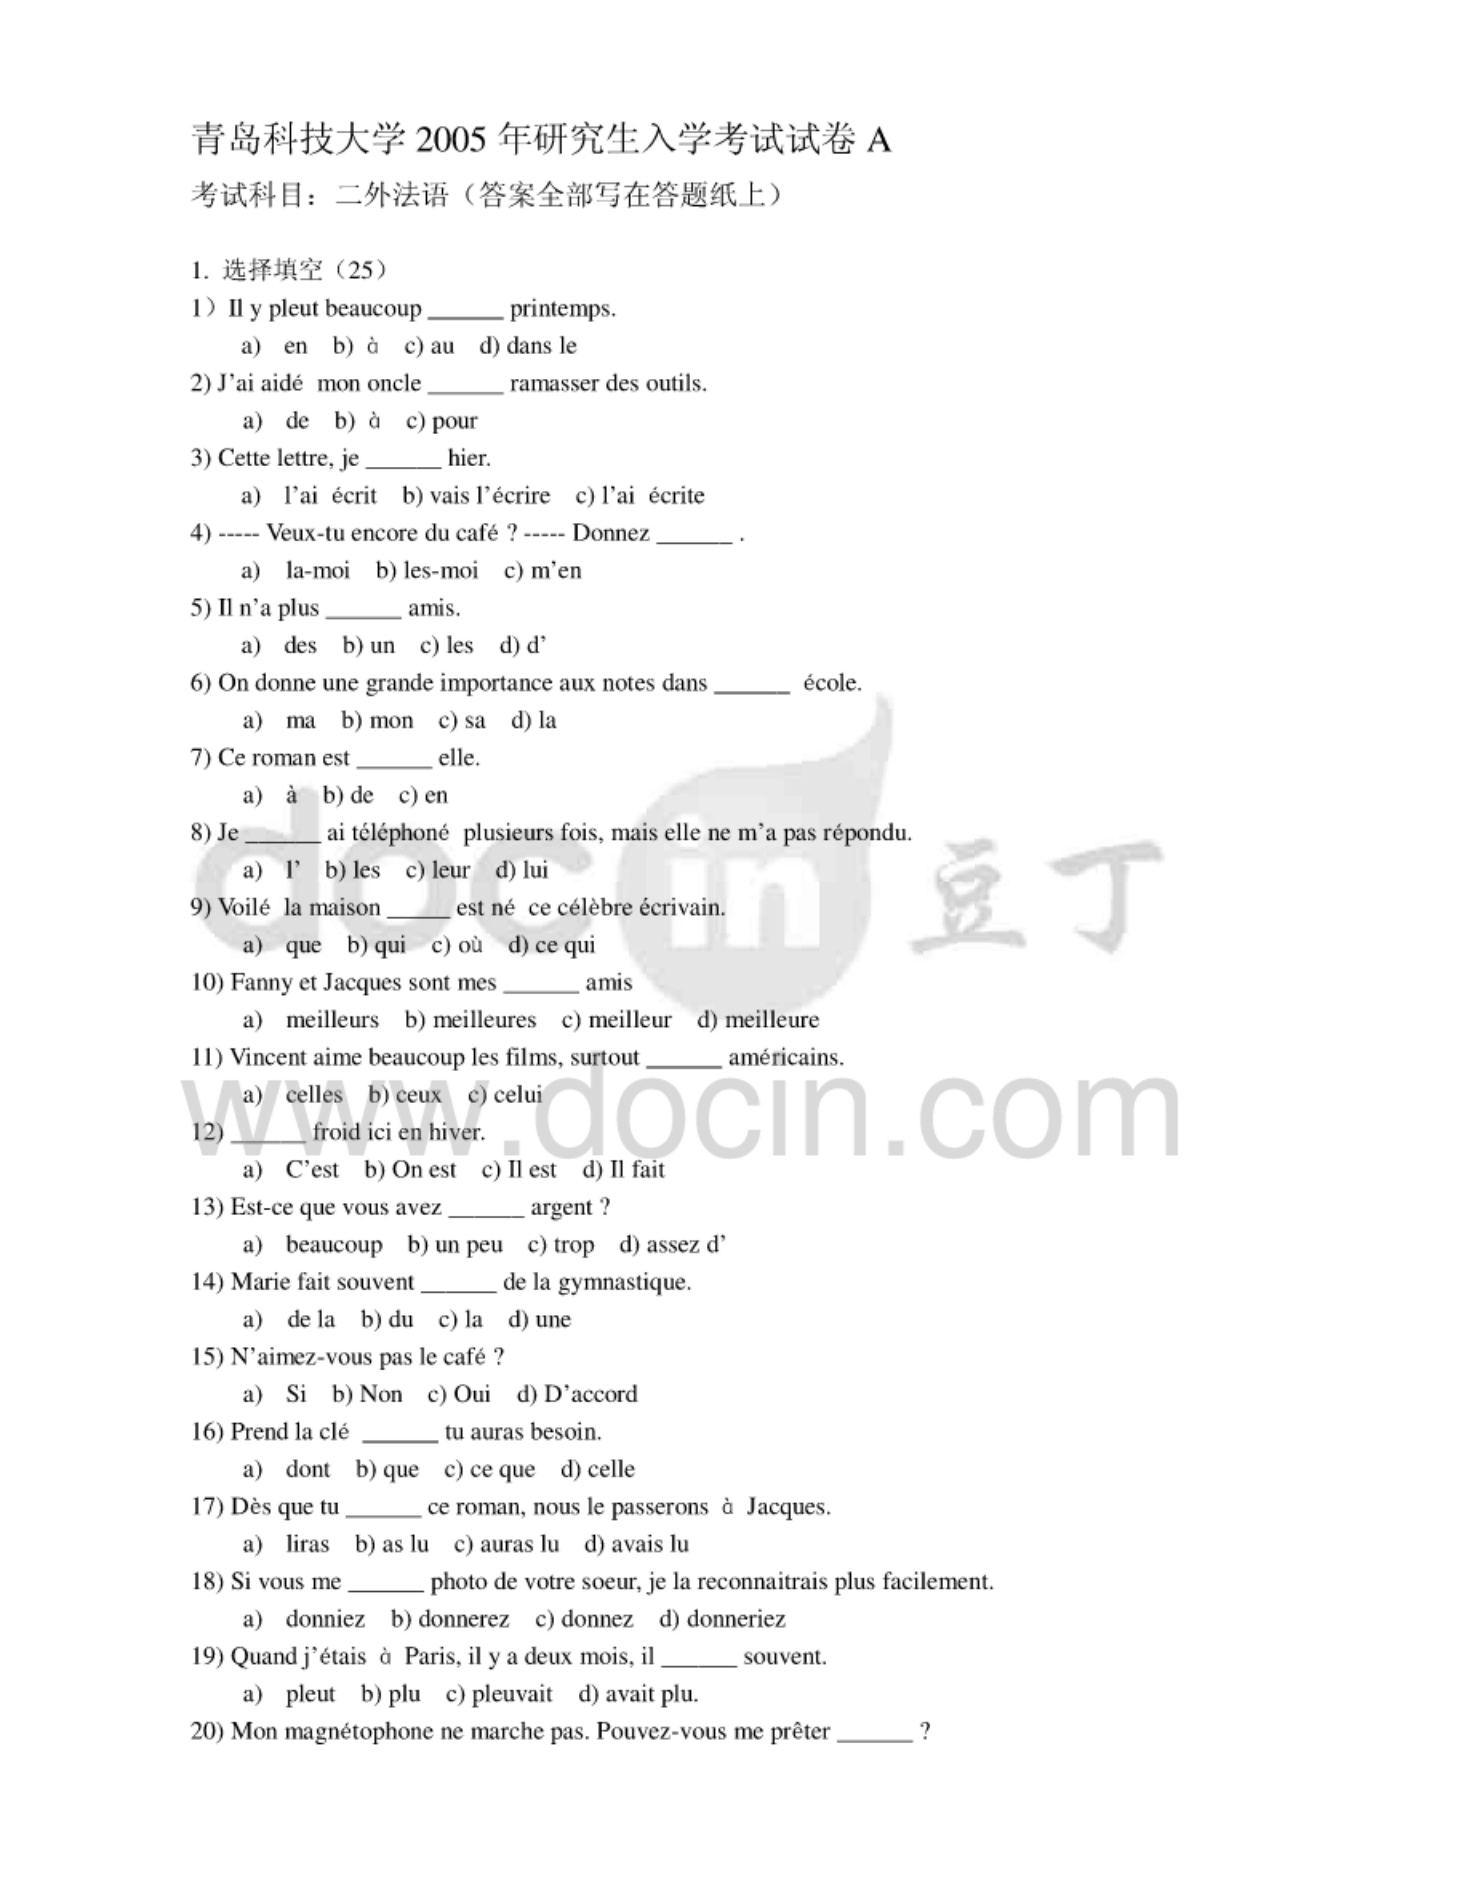 青岛科技大学 2005 年研究生入学考试试卷 A
考试科目：二外法语（答案全部写在答题纸上）
1. 选择填空（25）
1）Il y pleut beaucoup ______ printemps.
a) en b) à c) au d) dans le
2) J’ai aidé mon oncle ______ ramasser des outils.
a) de b) à c) pour
3) Cette lettre, je ______ hier.
a) l’ai écrit b) vais l’écrire c) l’ai écrite
4) ----- Veux-tu encore du café ? ----- Donnez ______ .
a) la-moi b) les-moi c) m’en
5) Il n’a plus ______ amis.
a) des b) un c) les d) d’
6) On donne une grande importance aux notes dans ______ école.
a) ma b) mon c) sa d) la
7) Ce roman est ______ elle.
a) à b) de c) en
8) Je ______ ai téléphoné plusieurs fois, mais elle ne m’a pas répondu.
a) l’ b) les c) leur d) lui
9) Voilé la maison _____ est né ce célèbre écrivain.
a) que b) qui c) où d) ce qui
10) Fanny et Jacques sont mes ______ amis
a) meilleurs b) meilleures c) meilleur d) meilleure
11) Vincent aime beaucoup les films, surtout ______ américains.
a) celles b) ceux c) celui
12) ______ froid ici en hiver.
a) C’est b) On est c) Il est d) Il fait
13) Est-ce que vous avez ______ argent ?
a) beaucoup b) un peu c) trop d) assez d’
14) Marie fait souvent ______ de la gymnastique.
a) de la b) du c) la d) une
15) N’aimez-vous pas le café ?
a) Si b) Non c) Oui d) D’accord
16) Prend la clé ______ tu auras besoin.
a) dont b) que c) ce que d) celle
17) Dès que tu ______ ce roman, nous le passerons à Jacques.
a) liras b) as lu c) auras lu d) avais lu
18) Si vous me ______ photo de votre soeur, je la reconnaitrais plus facilement.
a) donniez b) donnerez c) donnez d) donneriez
19) Quand j’étais à Paris, il y a deux mois, il ______ souvent.
a) pleut b) plu c) pleuvait d) avait plu.
20) Mon magnétophone ne marche pas. Pouvez-vous me prêter ______ ?
docin 豆丁
www.docin.com